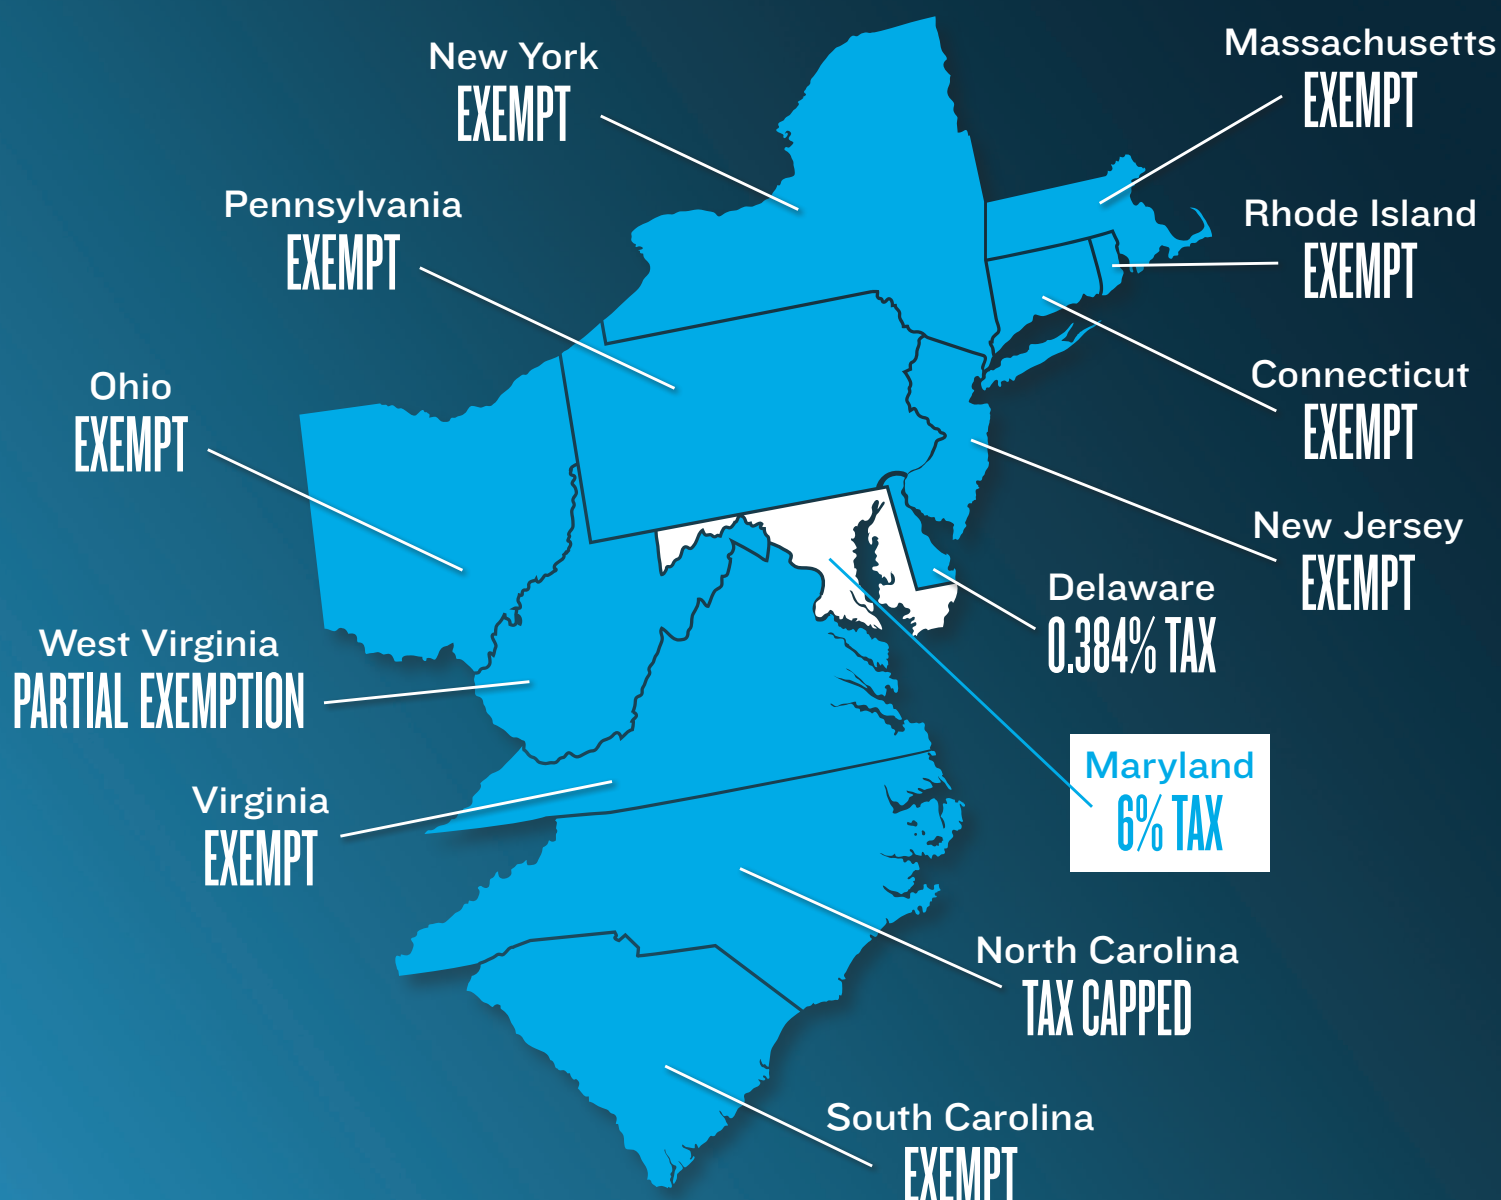 New York
EXEMPT
Massachusetts
EXEMPT
Pennsylvania
EXEMPT
Rhode Island
EXEMPT
Ohio
EXEMPT
Connecticut
EXEMPT
New Jersey
EXEMPT
Delaware
0.384% TAX
West Virginia
PARTIAL EXEMPTION
Maryland
6% TAX
Virginia
EXEMPT
North Carolina
TAX CAPPED
South Carolina
EXEMPT